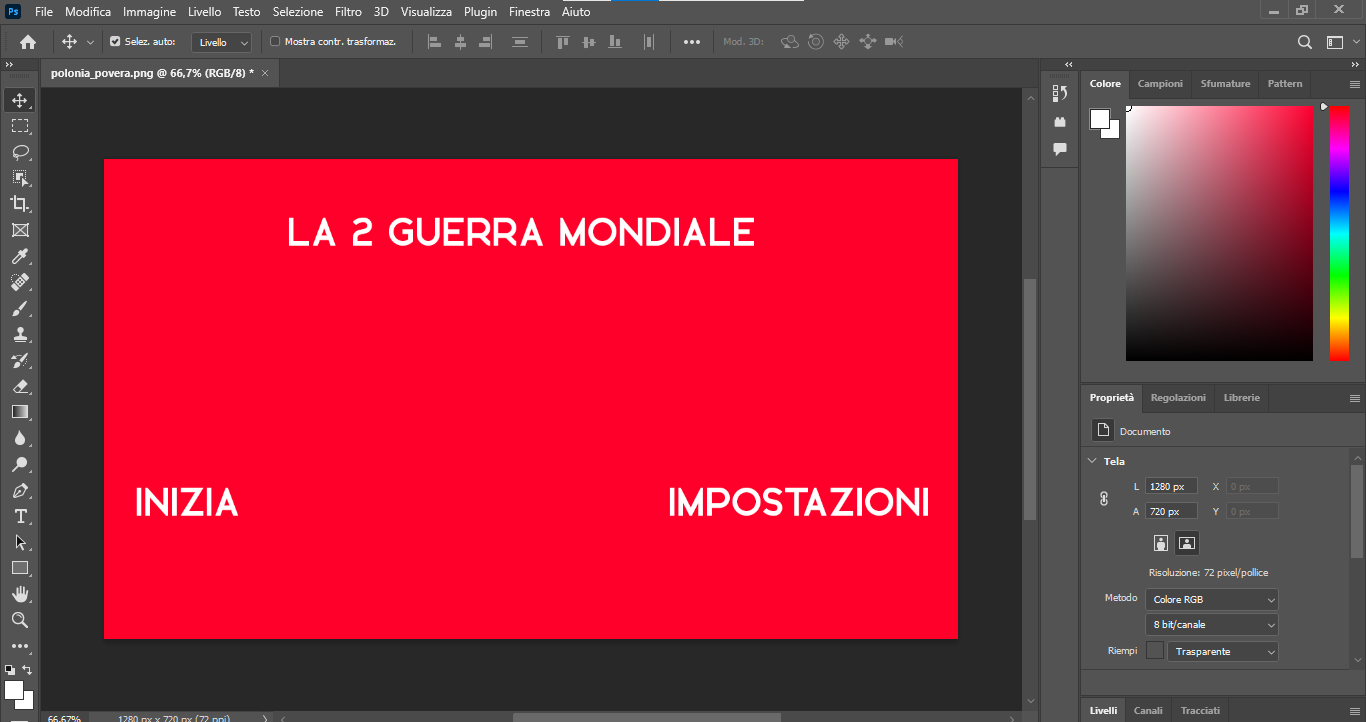 Ps File Modifica Immagine Livello Testo Selezione Filtro 3D Visualizza Plugin Finestra Aiuto
Selez. auto: Livello Mostra contr. trasformaz. Mod. 3D:
polonia_povera.png @ 66,7% (RGB/8) *
Colore Campioni Sfumature Pattern
LA 2 GUERRA MONDIALE
INIZIA IMPOSTAZIONI
Proprietà Regolazioni Librerie
Documento
Tela
L 1280 px X 0 px
A 720 px Y 0 px
Risoluzione: 72 pixel/pollice
Metodo Colore RGB
8 bit/canale
Riempi Trasparente
Livelli Canali Tracciati
66,67% 1280 px x 720 px (72 ppi)